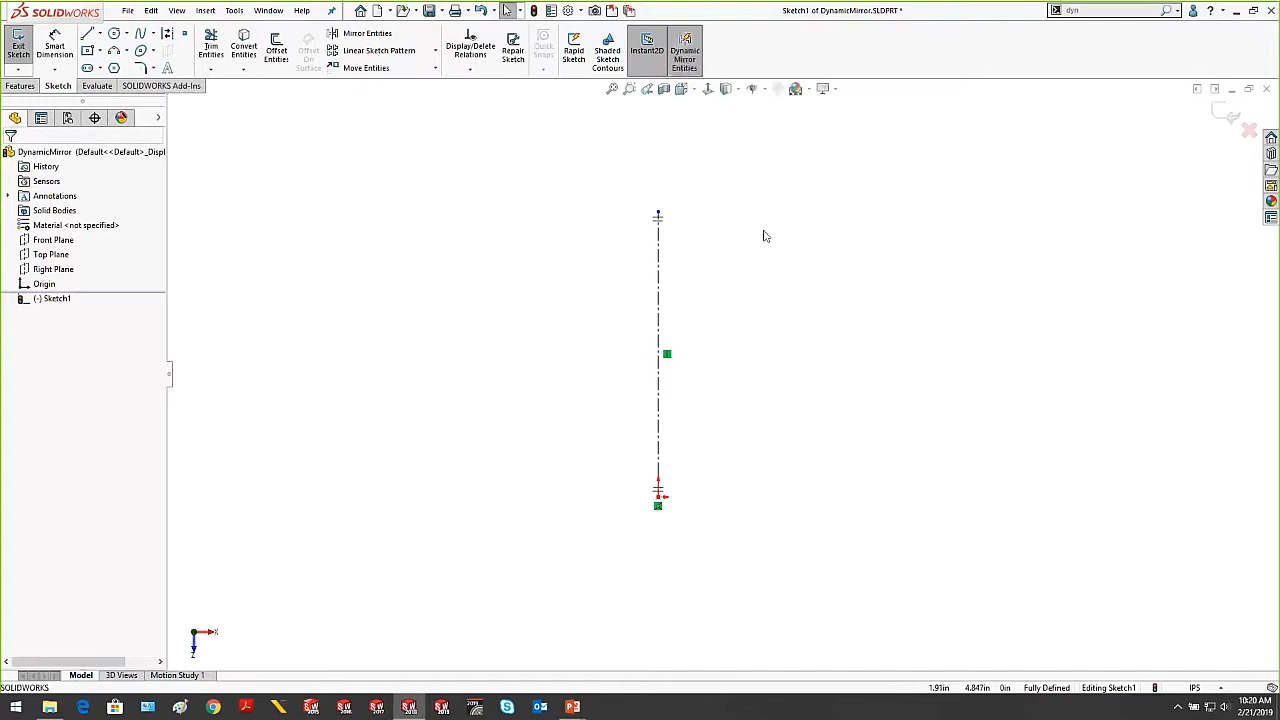 SOLIDWORKS
File Edit View Insert Tools Window Help
Sketch1 of DynamicMirror.SLDPRT *
dyn
Exit Sketch
Smart Dimension
Trim Entities
Convert Entities
Offset Entities
Offset On Surface
Mirror Entities
Linear Sketch Pattern
Move Entities
Display/Delete Relations
Repair Sketch
Quick Snaps
Rapid Sketch
Shaded Sketch Contours
Instant2D
Dynamic Mirror Entities
Features Sketch Evaluate SOLIDWORKS Add-Ins
DynamicMirror (Default<<Default>_Displ
History
Sensors
Annotations
Solid Bodies
Material <not specified>
Front Plane
Top Plane
Right Plane
Origin
(-) Sketch1
X
Z
Model 3D Views Motion Study 1
SOLIDWORKS
1.91in 4.847in 0in Fully Defined Editing Sketch1 IPS
10:20 AM
2/21/2019